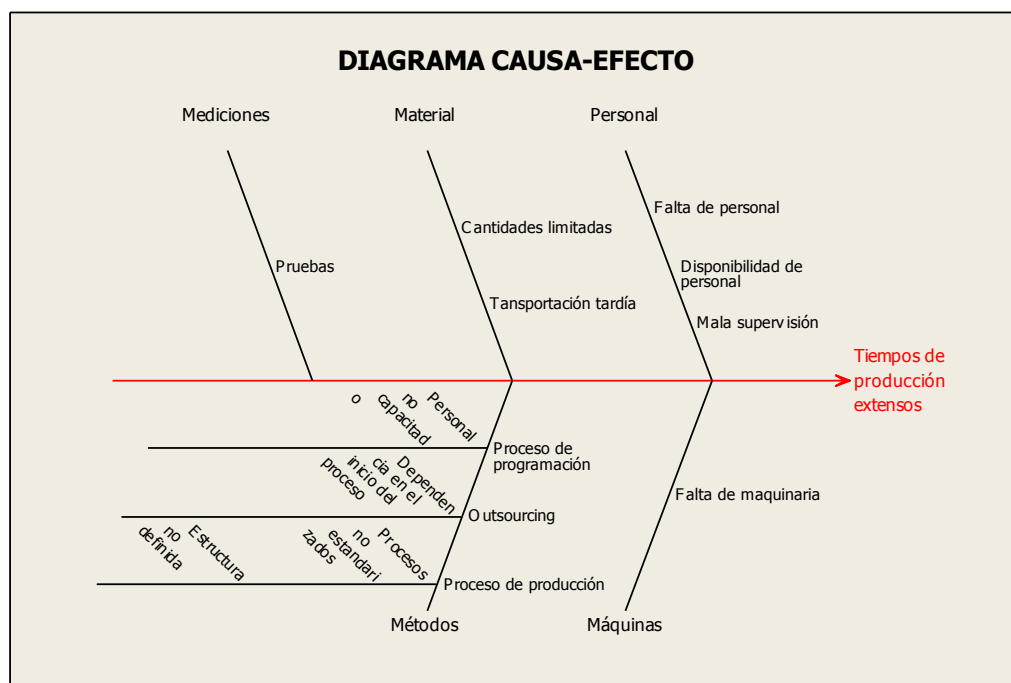 DIAGRAMA CAUSA-EFECTO
Mediciones
Material
Personal
Falta de personal
Cantidades limitadas
Pruebas
Disponibilidad de
personal
Tansportación tardía
Mala supervisión
Tiempos de
producción
extensos
Personal
no
capacitad
o
Proceso de
programación
Dependen
cia en el
inicio del
proceso
Outsourcing
Falta de maquinaria
Estructura
no
definida
Procesos
no
estandari
zados
Proceso de producción
Métodos
Máquinas